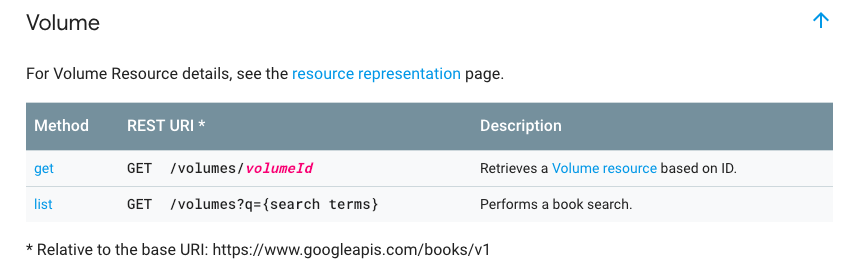 Volume
For Volume Resource details, see the resource representation page.
Method REST URI * Description
get GET /volumes/volumeId Retrieves a Volume resource based on ID.
list GET /volumes?q={search terms} Performs a book search.
* Relative to the base URI: https://www.googleapis.com/books/v1